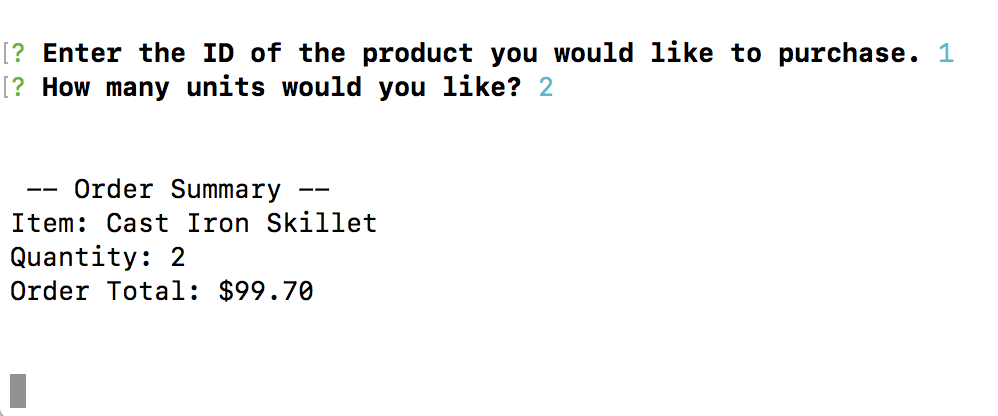 [? Enter the ID of the product you would like to purchase. 1
[? How many units would you like? 2
-- Order Summary --
Item: Cast Iron Skillet
Quantity: 2
Order Total: $99.70